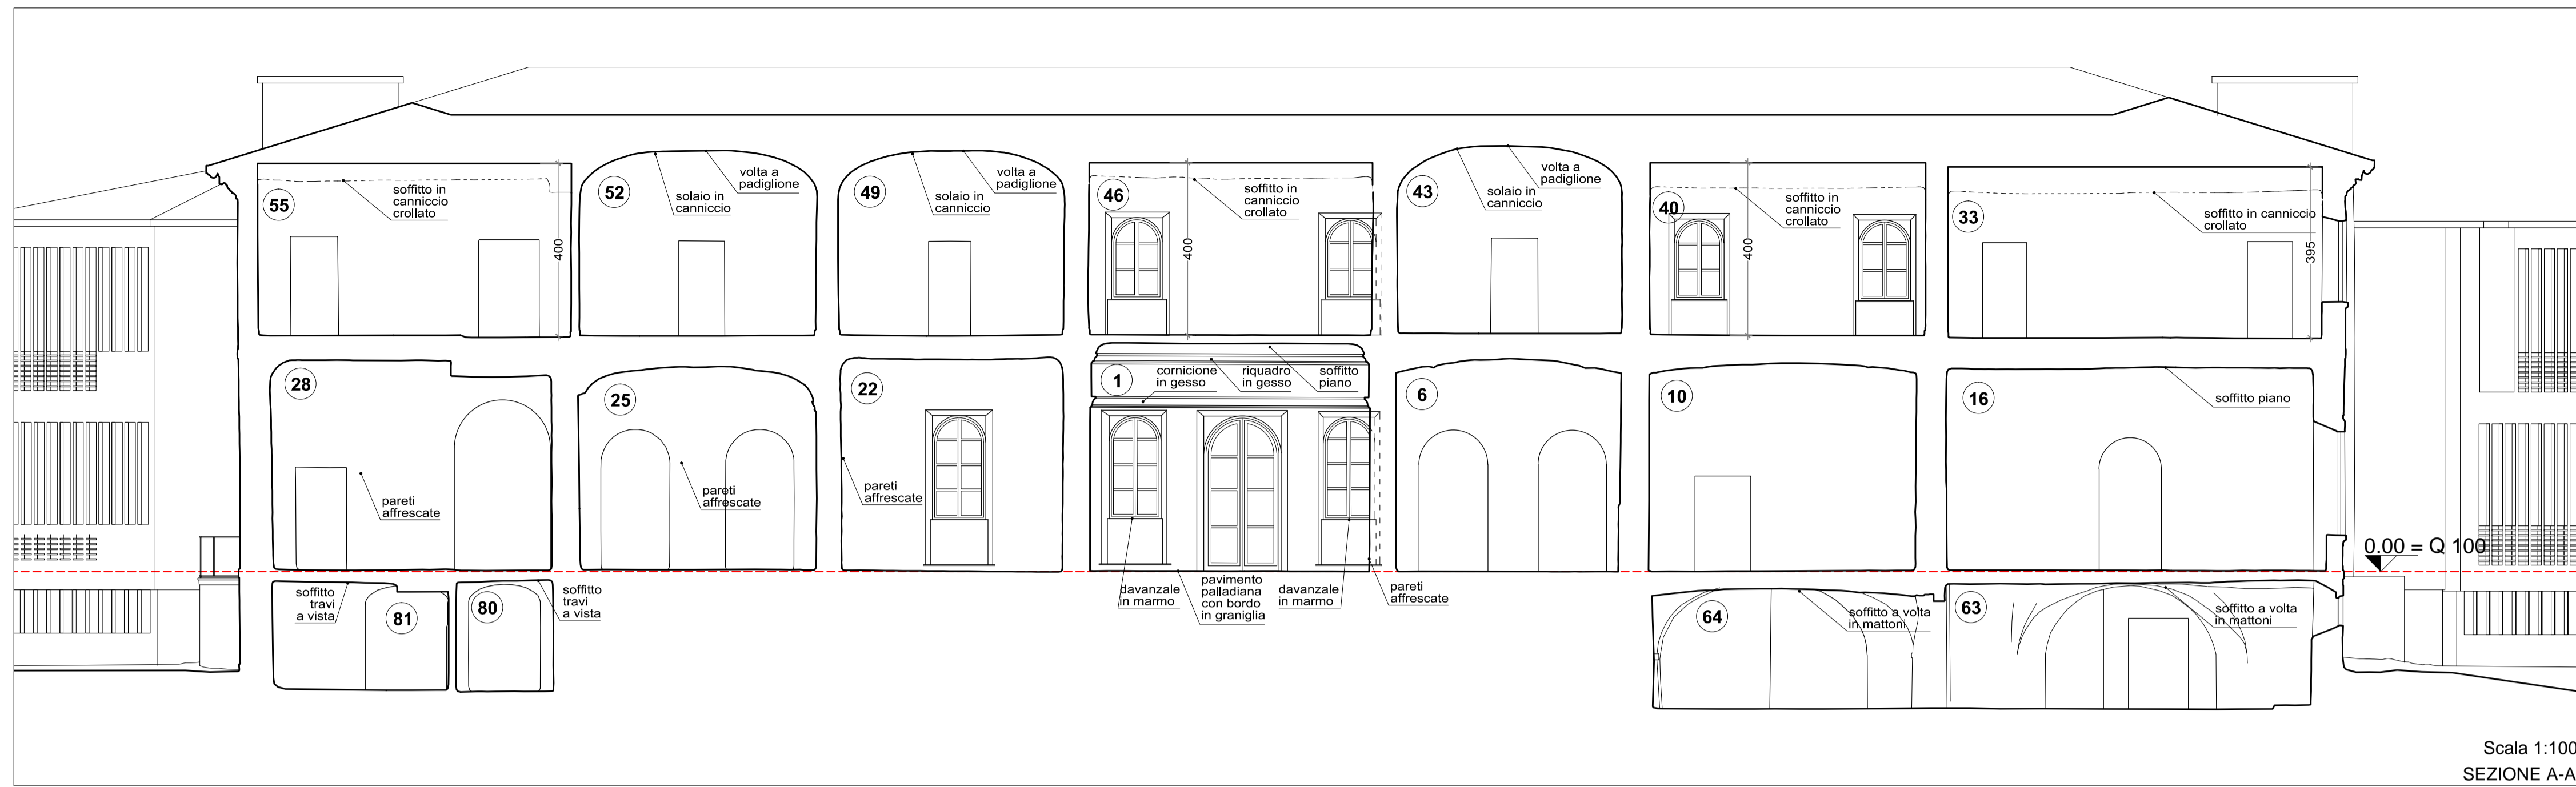 55
soffitto in
canniccio
crollato
400
52
solaio in
canniccio
volta a
padiglione
49
solaio in
canniccio
volta a
padiglione
46
400
soffitto in
canniccio
crollato
43
solaio in
canniccio
volta a
padiglione
40
400
soffitto in
canniccio
crollato
33
soffitto in canniccio
crollato
395
28
pareti
affrescate
25
pareti
affrescate
22
pareti
affrescate
1
cornicione
in gesso
riquadro
in gesso
soffitto
piano
6
10
16
soffitto piano
0.00 = Q 100
soffitto
travi
a vista
81
80
soffitto
travi
a vista
davanzale
in marmo
pavimento
palladiana
con bordo
in graniglia
davanzale
in marmo
pareti
affrescate
64
soffitto a volta
in mattoni
63
soffitto a volta
in mattoni
Scala 1:100
SEZIONE A-A